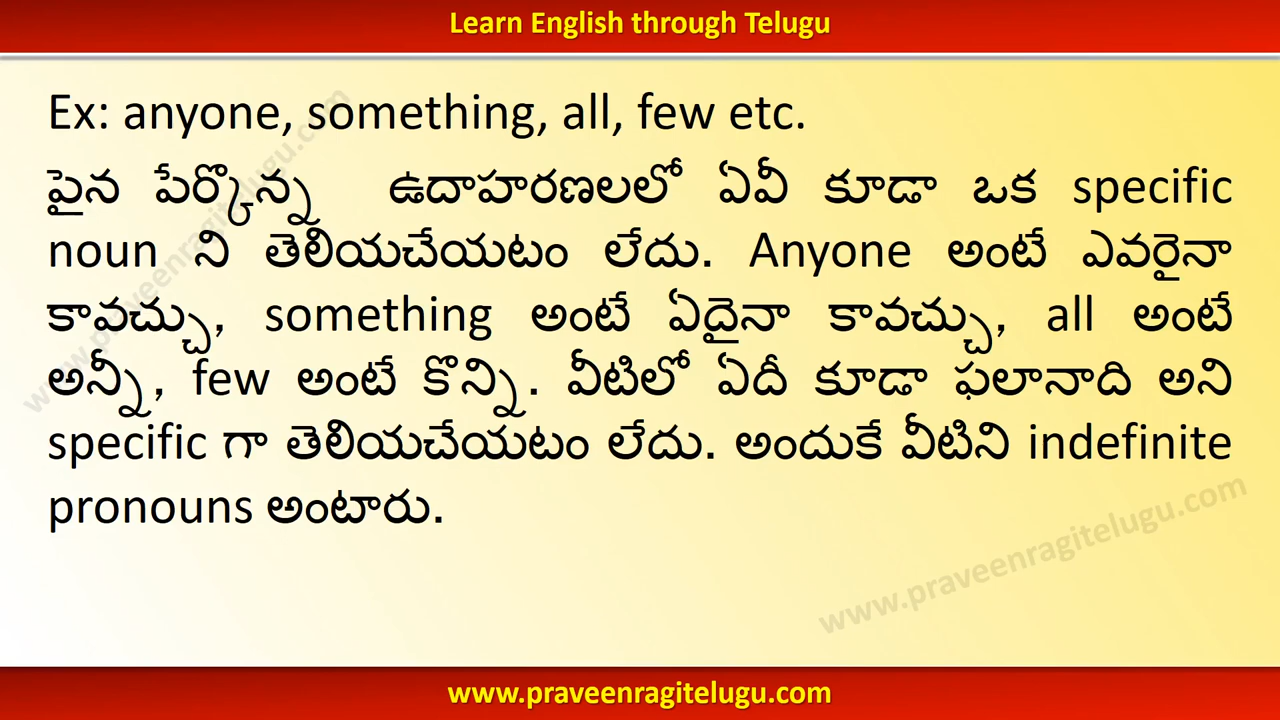 Learn English through Telugu
Ex: anyone, something, all, few etc.
పైన పేర్కొన్న ఉదాహరణలలో ఏవీ కూడా ఒక specific
noun ని తెలియచేయటం లేదు. Anyone అంటే ఎవరైనా
కావచ్చు, something అంటే ఏదైనా కావచ్చు, all అంటే
అన్నీ, few అంటే కొన్ని. వీటిలో ఏదీ కూడా ఫలానాది అని
specific గా తెలియచేయటం లేదు. అందుకే వీటిని indefinite
pronouns అంటారు.
www.praveenragitelugu.com
www.praveenragitelugu.com
www.praveenragitelugu.com